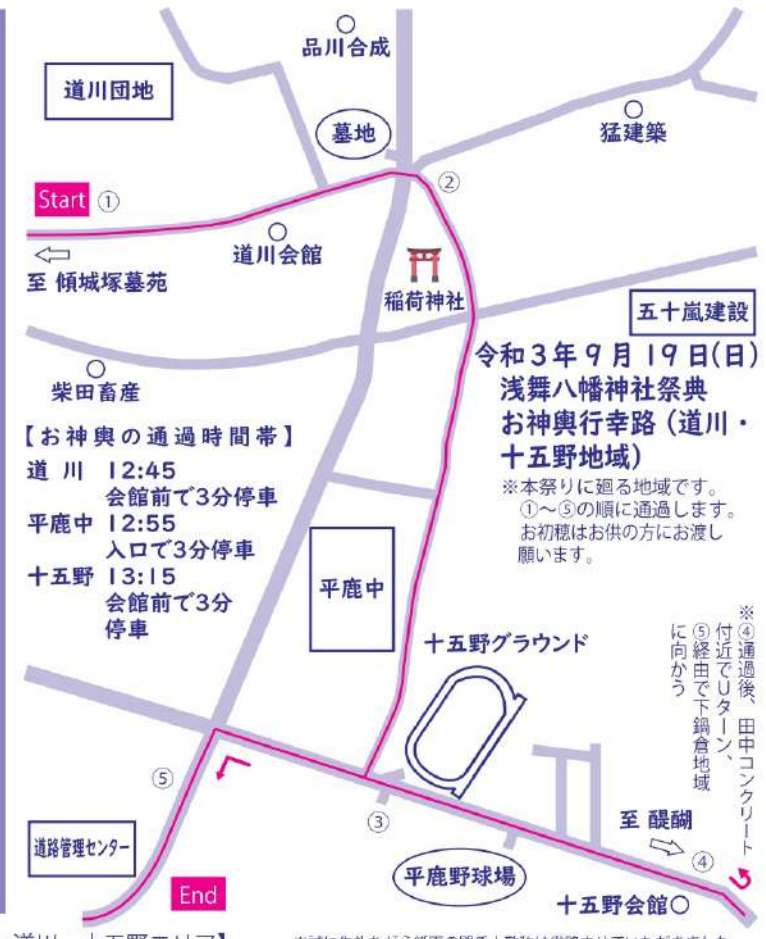 品川合成
道川団地
墓地
猛建築
Start ①
②
道川会館
至 傾城塚墓苑
稲荷神社
五十嵐建設
柴田畜産
令和3年9月19日(日)
浅舞八幡神社祭典
お神輿行幸路(道川・
十五野地域)
※本祭りに廻る地域です。
①~⑤の順に通過します。
お初穂はお供の方にお渡し
願います。
【お神輿の通過時間帯】
道 川 12:45
会館前で3分停車
平鹿中 12:55
入口で3分停車
十五野 13:15
会館前で3分
停車
平鹿中
十五野グラウンド
※④通過後、田中コンクリート
付近でUターン、
⑤経由で下鍋倉地域
に向かう
⑤
③
至 醍醐
④
道路管理センター
平鹿野球場
End
十五野会館